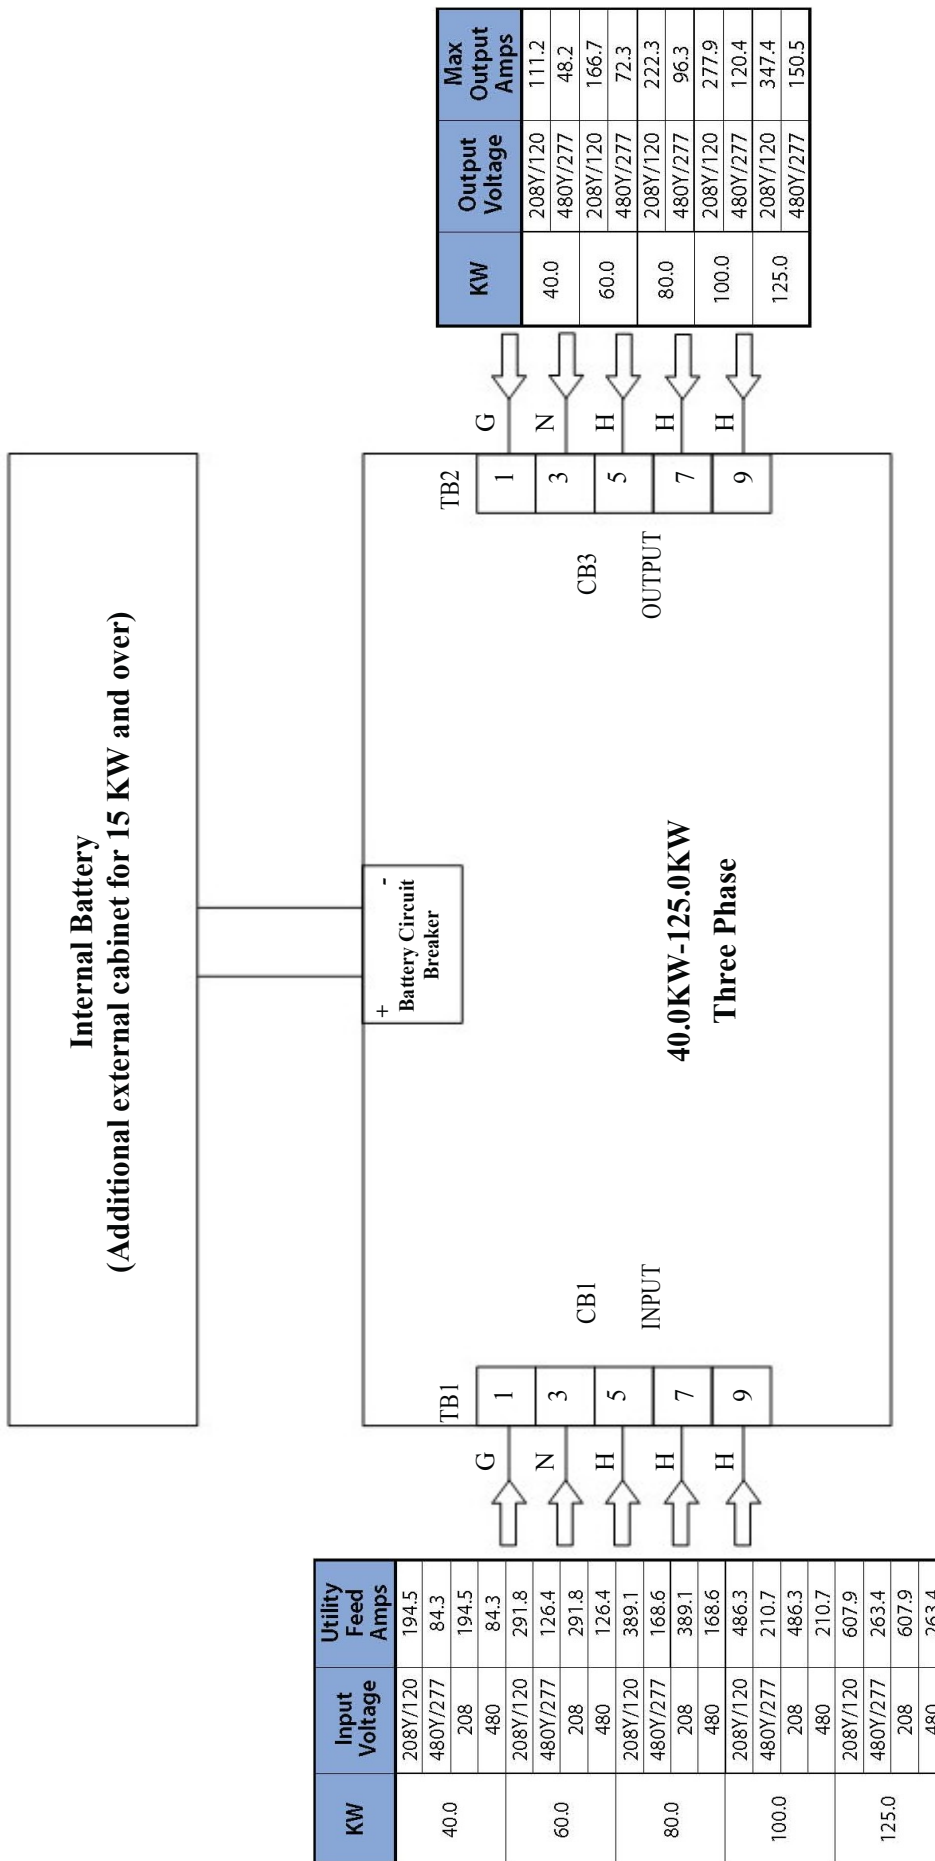 Internal Battery
(Additional external cabinet for 15 KW and over)
+ -
Battery Circuit
Breaker
40.0KW-125.0KW
Three Phase
KW Input Voltage Utility Feed Amps
40.0 208Y/120 194.5
480Y/277 84.3
208 194.5
480 84.3
60.0 208Y/120 291.8
480Y/277 126.4
208 291.8
480 126.4
80.0 208Y/120 389.1
480Y/277 168.6
208 389.1
480 168.6
100.0 208Y/120 486.3
480Y/277 210.7
208 486.3
480 210.7
125.0 208Y/120 607.9
480Y/277 263.4
208 607.9
480 263.4
TB1
G 1
N 3
H 5
H 7
H 9
CB1
INPUT
CB3
OUTPUT
TB2
1 G
3 N
5 H
7 H
9 H
KW Output Voltage Max Output Amps
40.0 208Y/120 111.2
480Y/277 48.2
60.0 208Y/120 166.7
480Y/277 72.3
80.0 208Y/120 222.3
480Y/277 96.3
100.0 208Y/120 277.9
480Y/277 120.4
125.0 208Y/120 347.4
480Y/277 150.5